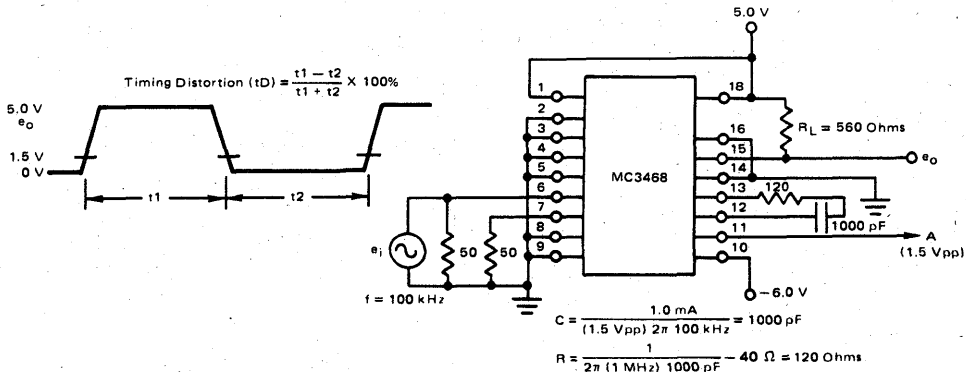 Timing Distortion (tD) = t1 – t2 / t1 + t2 × 100%
5.0 V
eo
1.5 V
0 V
t1
t2
5.0 V
1
2
3
4
5
6
7
8
9
MC3468
18
16
15
14
13
12
11
10
RL = 560 Ohms
eo
120
1000 pF
A
(1.5 Vpp)
ei
50
50
f = 100 kHz
–6.0 V
C = 1.0 mA / (1.5 Vpp) 2π 100 kHz = 1000 pF
R = 1 / 2π (1 MHz) 1000 pF – 40 Ω = 120 Ohms